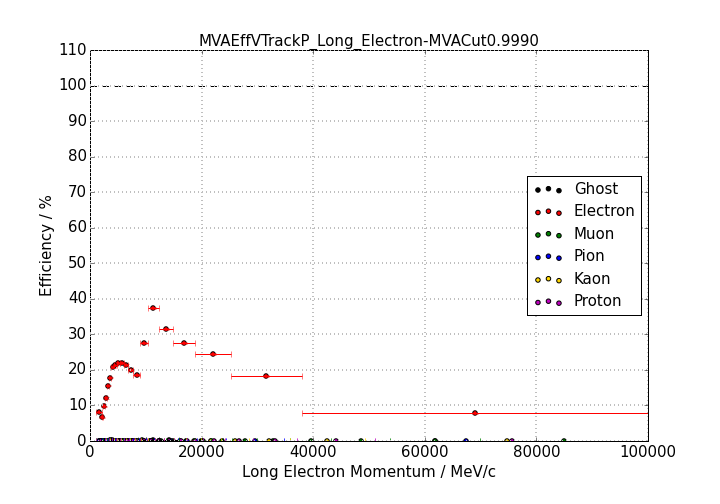 MVAEffVTrackP_Long_Electron-MVACut0.9990
110
100
90
80
70
60
50
40
30
20
10
0
Efficiency / %
Ghost
Electron
Muon
Pion
Kaon
Proton
0 20000 40000 60000 80000 100000
Long Electron Momentum / MeV/c